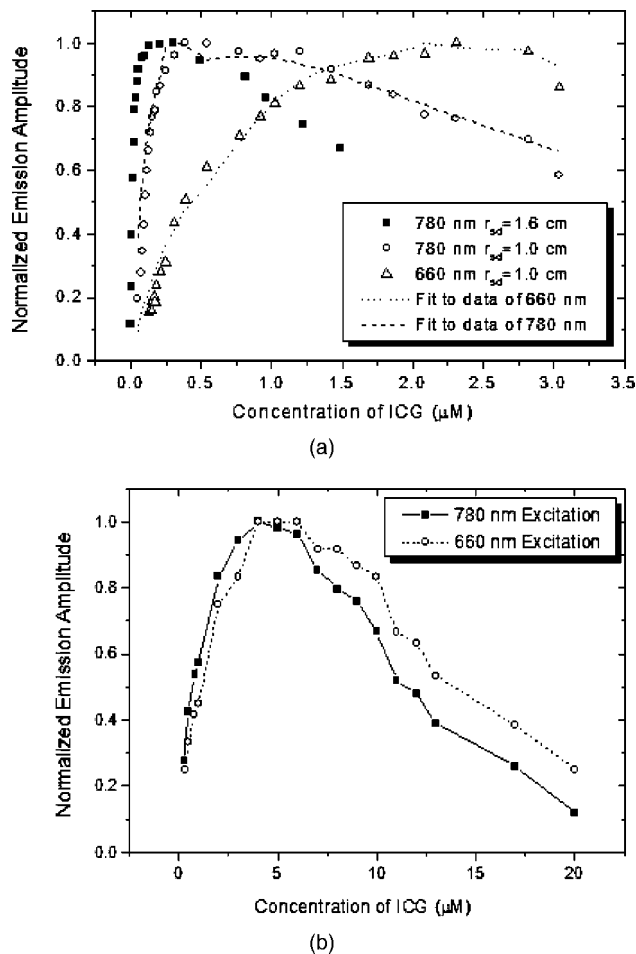 Normalized Emission Amplitude
1.0
0.8
0.6
0.4
0.2
0.0
780 nm r_sd=1.6 cm
780 nm r_sd=1.0 cm
660 nm r_sd=1.0 cm
Fit to data of 660 nm
Fit to data of 780 nm
0.0 0.5 1.0 1.5 2.0 2.5 3.0 3.5
Concentration of ICG (μM)
(a)
Normalized Emission Amplitude
1.0
0.8
0.6
0.4
0.2
0.0
780 nm Excitation
660 nm Excitation
0 5 10 15 20
Concentration of ICG (μM)
(b)